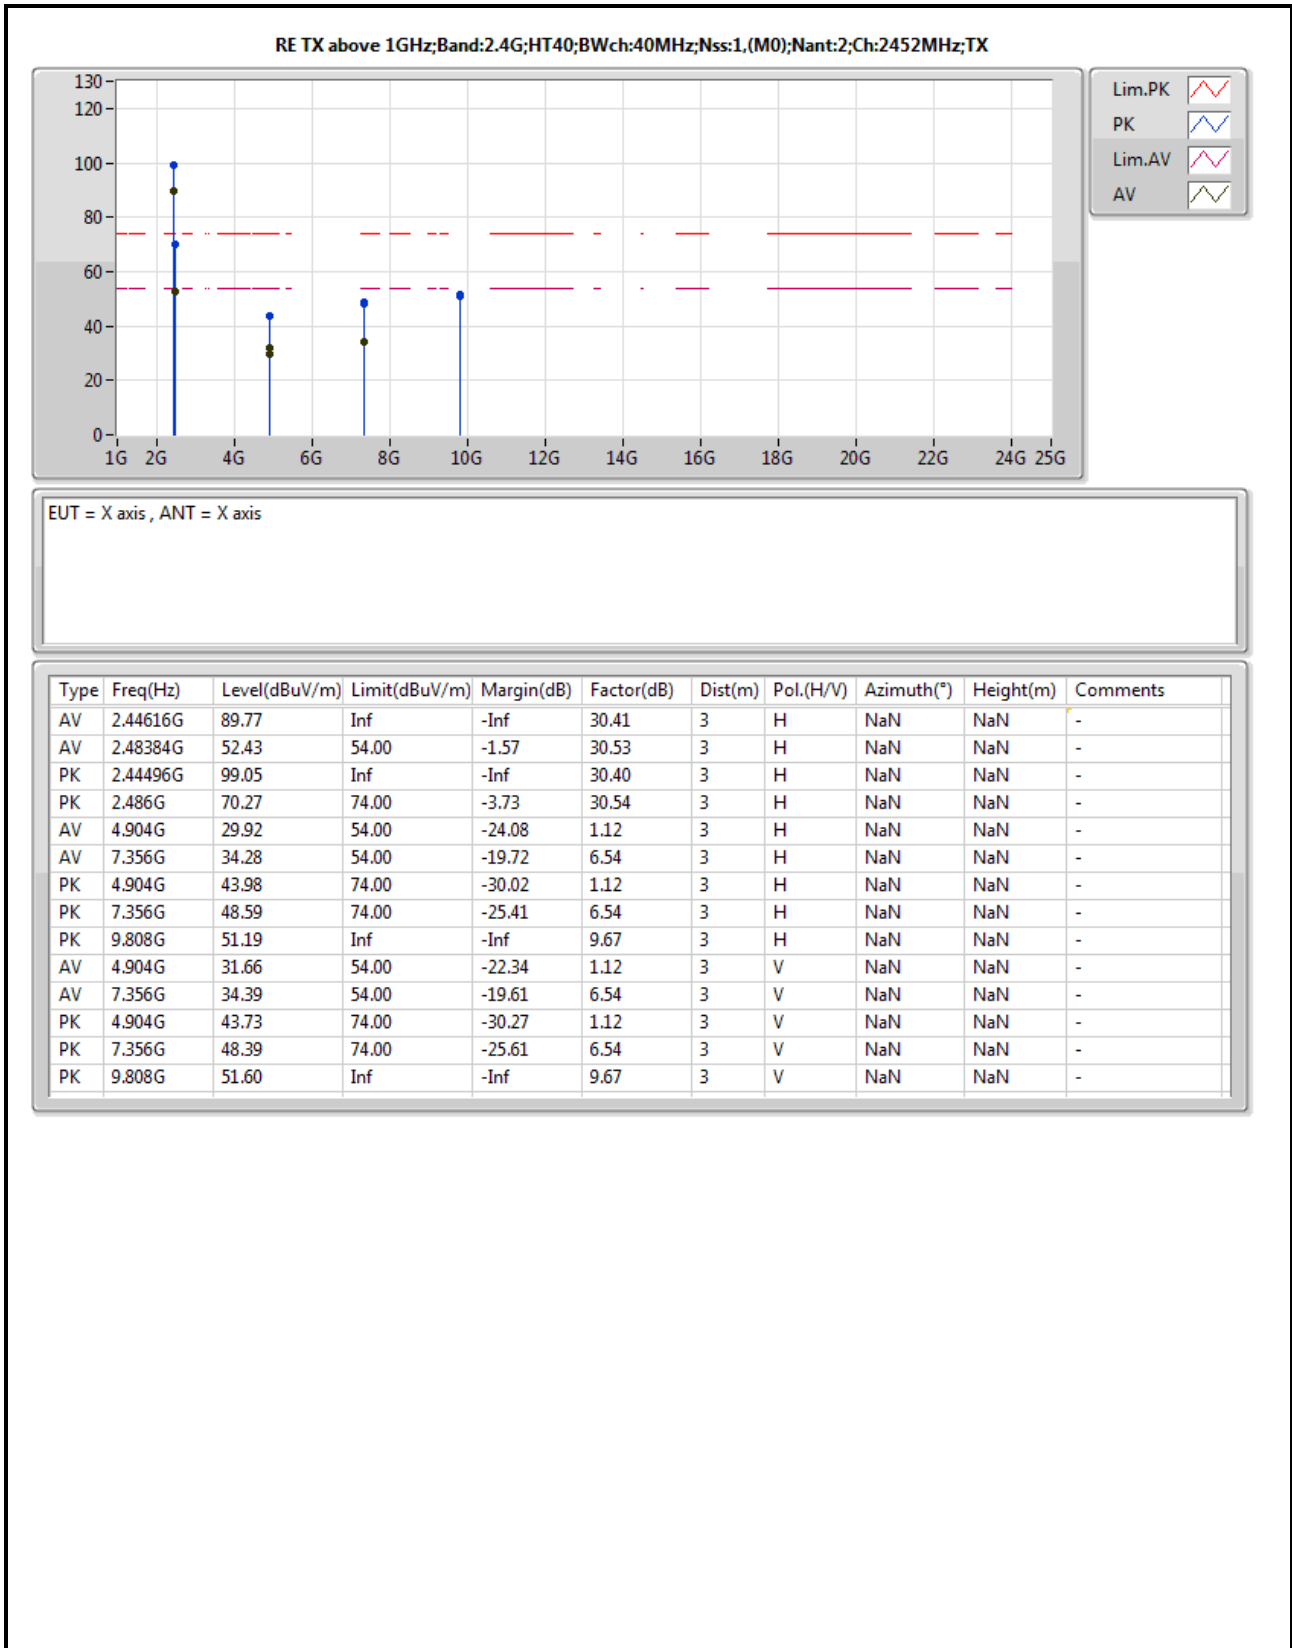 RE TX above 1GHz;Band:2.4G;HT40;BWch:40MHz;Nss:1,(M0);Nant:2;Ch:2452MHz;TX
130
120
100
80
60
40
20
0
1G 2G 4G 6G 8G 10G 12G 14G 16G 18G 20G 22G 24G 25G
Lim.PK
PK
Lim.AV
AV
EUT = X axis , ANT = X axis
Type Freq(Hz) Level(dBuV/m) Limit(dBuV/m) Margin(dB) Factor(dB) Dist(m) Pol.(H/V) Azimuth(°) Height(m) Comments
AV 2.44616G 89.77 Inf -Inf 30.41 3 H NaN NaN -
AV 2.48384G 52.43 54.00 -1.57 30.53 3 H NaN NaN -
PK 2.44496G 99.05 Inf -Inf 30.40 3 H NaN NaN -
PK 2.486G 70.27 74.00 -3.73 30.54 3 H NaN NaN -
AV 4.904G 29.92 54.00 -24.08 1.12 3 H NaN NaN -
AV 7.356G 34.28 54.00 -19.72 6.54 3 H NaN NaN -
PK 4.904G 43.98 74.00 -30.02 1.12 3 H NaN NaN -
PK 7.356G 48.59 74.00 -25.41 6.54 3 H NaN NaN -
PK 9.808G 51.19 Inf -Inf 9.67 3 H NaN NaN -
AV 4.904G 31.66 54.00 -22.34 1.12 3 V NaN NaN -
AV 7.356G 34.39 54.00 -19.61 6.54 3 V NaN NaN -
PK 4.904G 43.73 74.00 -30.27 1.12 3 V NaN NaN -
PK 7.356G 48.39 74.00 -25.61 6.54 3 V NaN NaN -
PK 9.808G 51.60 Inf -Inf 9.67 3 V NaN NaN -